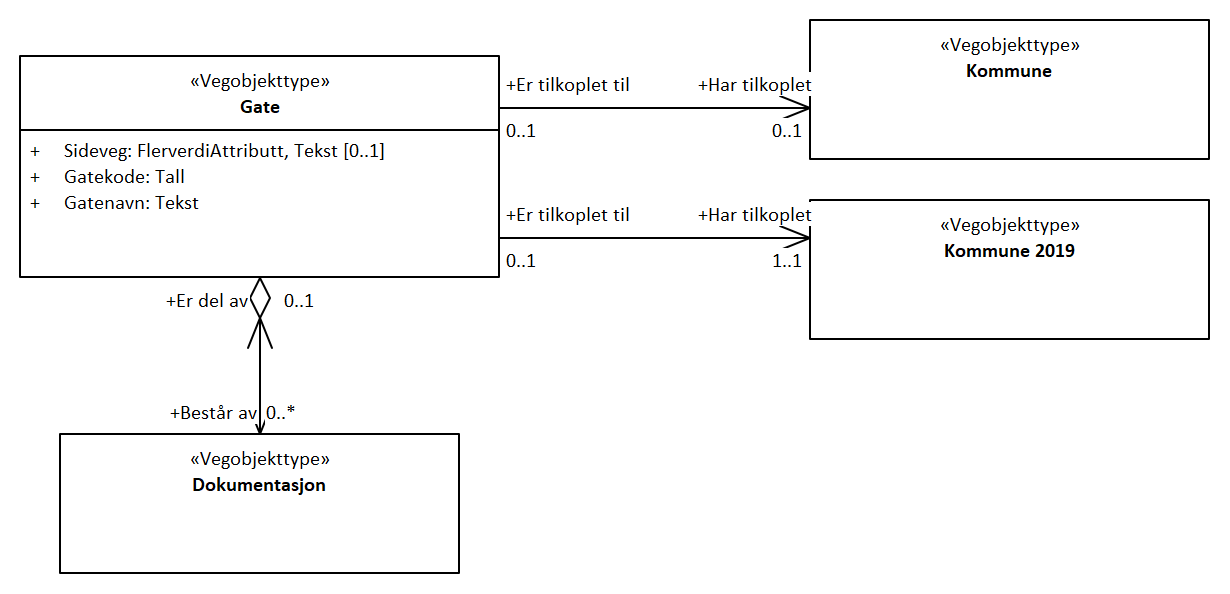 «Vegobjekttype»
Gate
+ Sideveg: FlerverdiAttributt, Tekst [0..1]
+ Gatekode: Tall
+ Gatenavn: Tekst
+Er tilkoplet til
+Har tilkoplet
0..1
0..1
«Vegobjekttype»
Kommune
+Er tilkoplet til
+Har tilkoplet
0..1
1..1
«Vegobjekttype»
Kommune 2019
+Er del av
0..1
+Består av
0..*
«Vegobjekttype»
Dokumentasjon